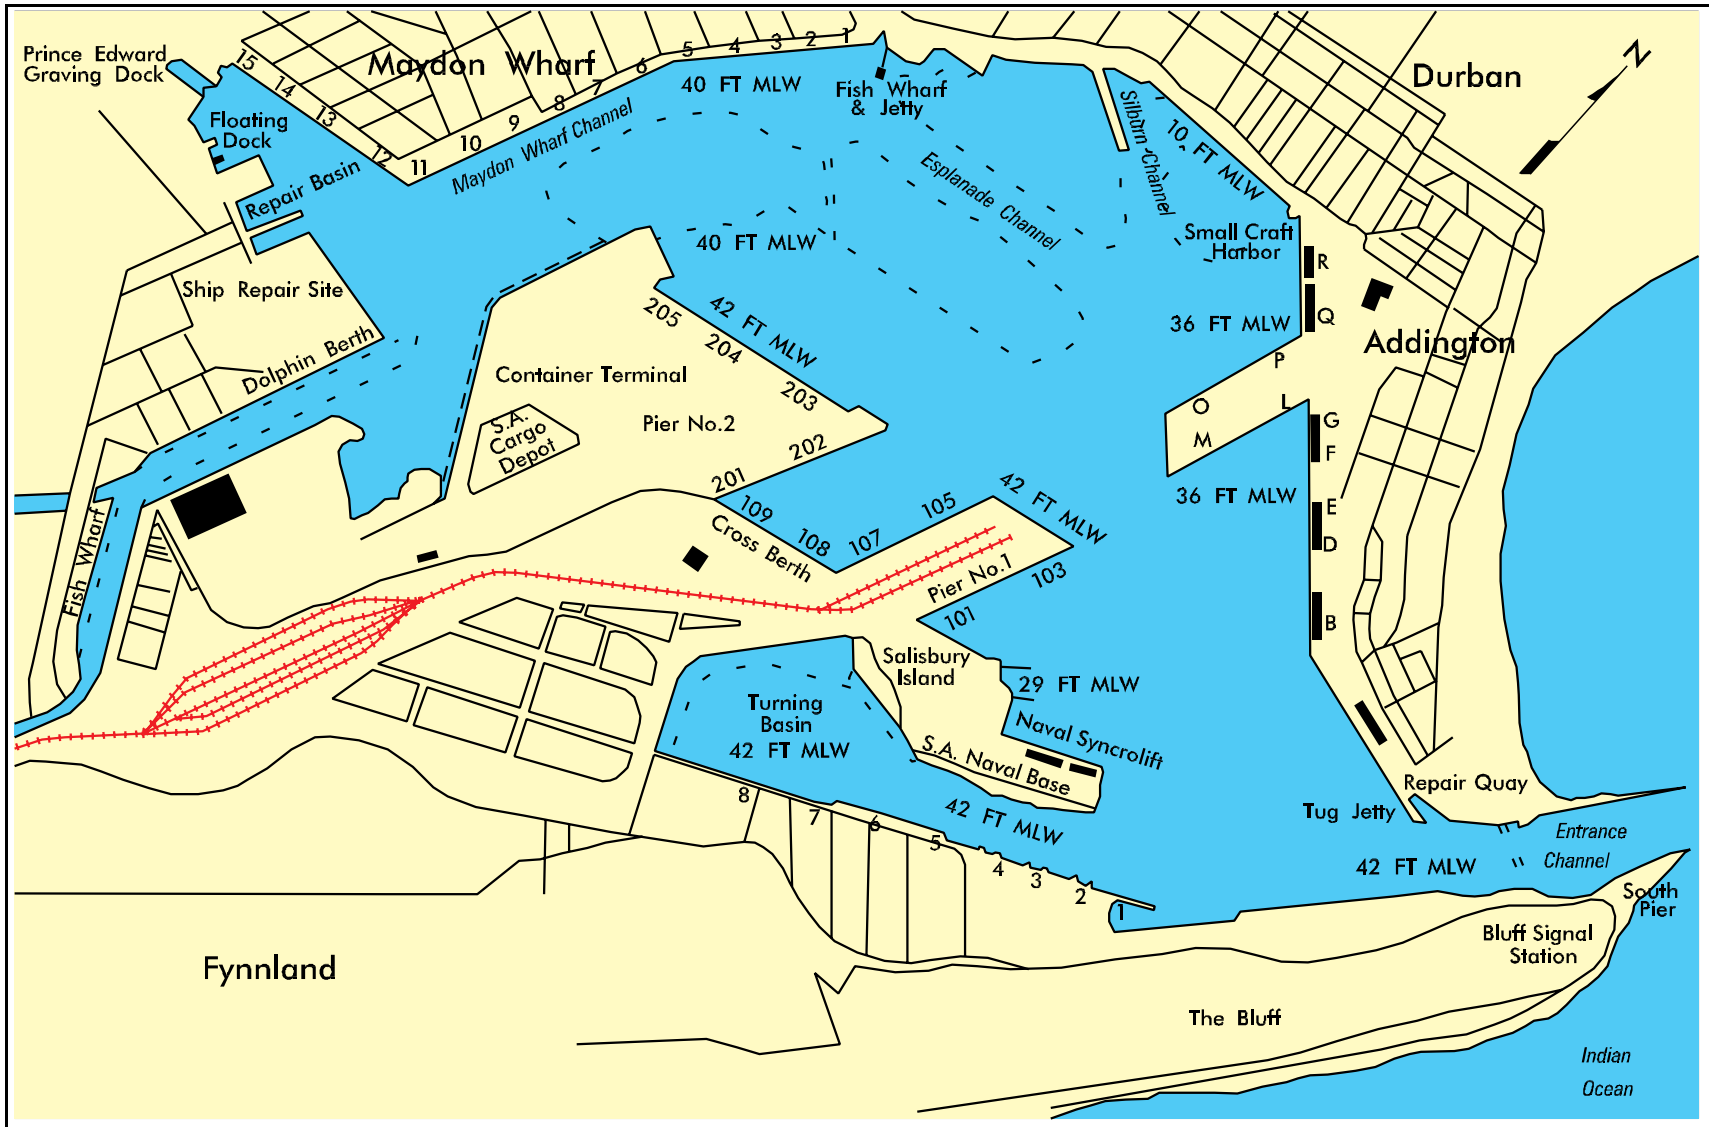 Prince Edward
Graving Dock
Maydon Wharf
15
14
13
12
11
10
9
8
7
6
5
4
3
2
1
40 FT MLW
Fish Wharf
& Jetty
Durban
N
Floating
Dock
Maydon Wharf Channel
Silburn Channel
10 FT MLW
Esplanade Channel
Repair Basin
40 FT MLW
Small Craft
Harbor
R
Q
36 FT MLW
P
Addington
Ship Repair Site
Dolphin Berth
205
204
203
202
201
42 FT MLW
Container Terminal
Pier No.2
S.A.
Cargo
Depot
O
L
M
G
F
E
D
B
36 FT MLW
109
108
107
105
42 FT MLW
Cross Berth
Pier No.1
103
101
Fish Wharf
Salisbury
Island
29 FT MLW
Turning
Basin
42 FT MLW
Naval Syncrolift
S.A. Naval Base
42 FT MLW
8
7
6
5
4
3
2
1
Repair Quay
Tug Jetty
Entrance
Channel
42 FT MLW
South
Pier
Bluff Signal
Station
Fynnland
The Bluff
Indian
Ocean